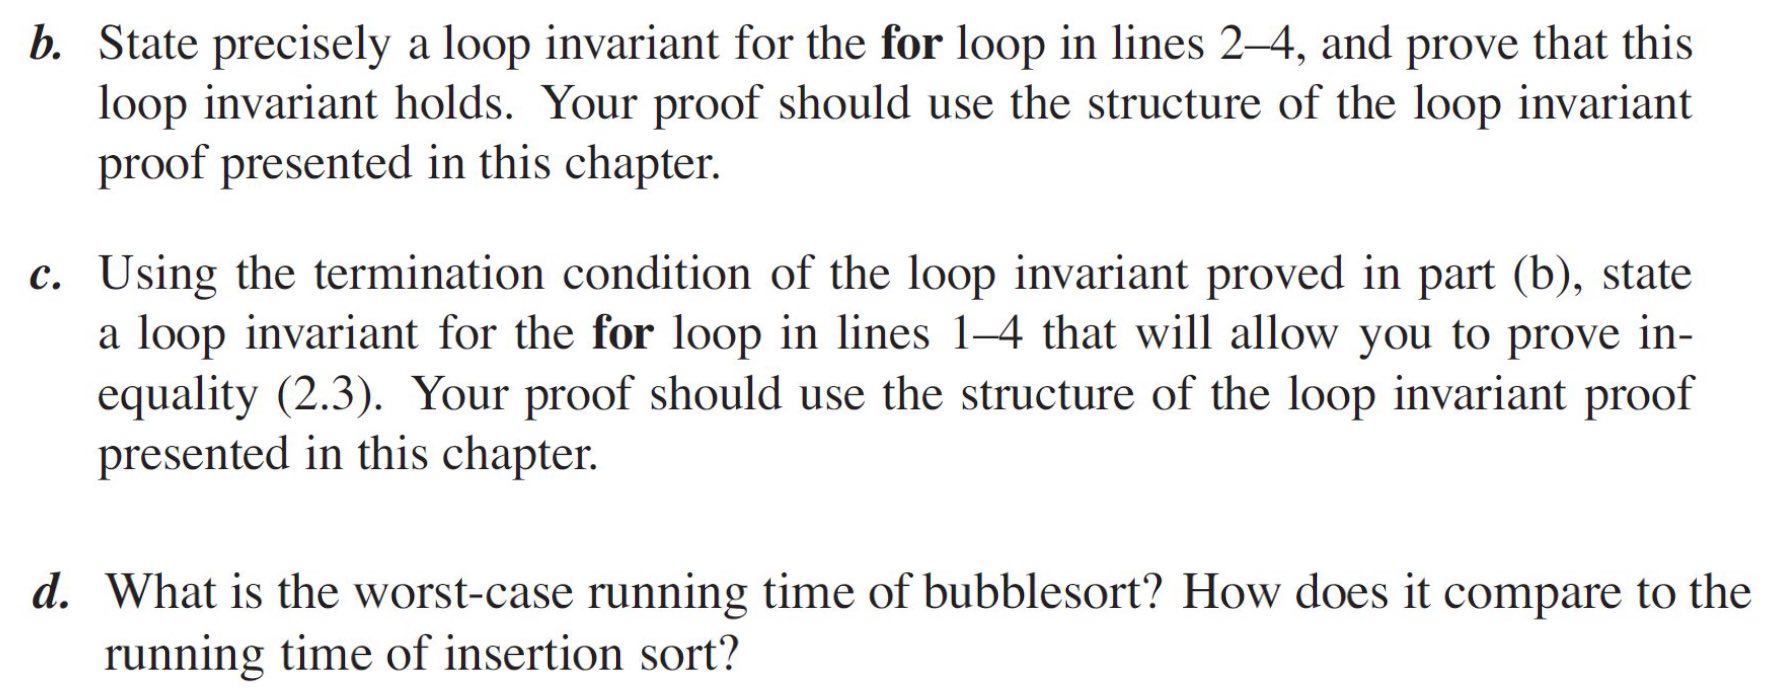 b. State precisely a loop invariant for the for loop in lines 2–4, and prove that this
loop invariant holds. Your proof should use the structure of the loop invariant
proof presented in this chapter.
c. Using the termination condition of the loop invariant proved in part (b), state
a loop invariant for the for loop in lines 1–4 that will allow you to prove in-
equality (2.3). Your proof should use the structure of the loop invariant proof
presented in this chapter.
d. What is the worst-case running time of bubblesort? How does it compare to the
running time of insertion sort?